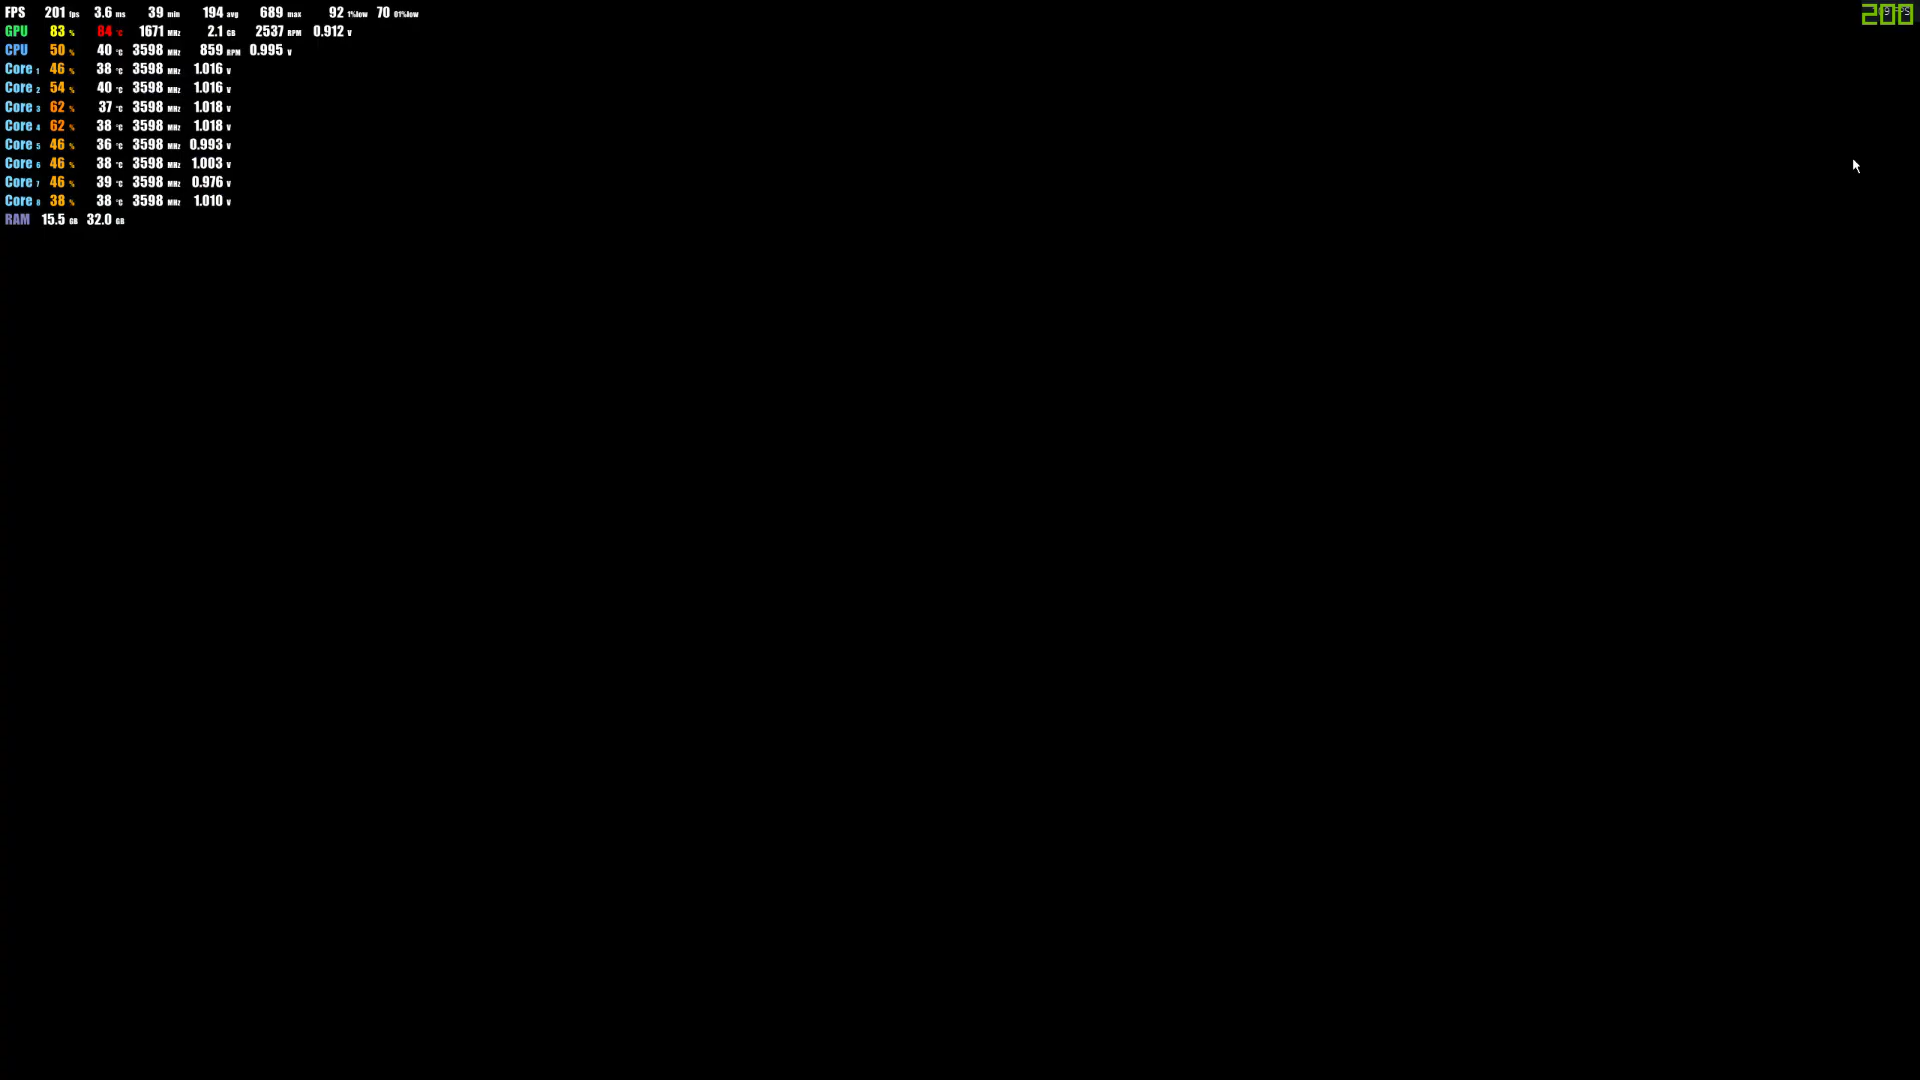 FPS 201 fps 3.6 ms 39 min 194 avg 689 max 92 1%low 70 01%low
200
GPU 83 % 84 °C 1671 MHz 2.1 GB 2537 RPM 0.912 V
CPU 50 % 40 °C 3598 MHz 859 RPM 0.995 V
Core 1 46 % 38 °C 3598 MHz 1.016 V
Core 2 54 % 40 °C 3598 MHz 1.016 V
Core 3 62 % 37 °C 3598 MHz 1.018 V
Core 4 62 % 38 °C 3598 MHz 1.018 V
Core 5 46 % 36 °C 3598 MHz 0.993 V
Core 6 46 % 38 °C 3598 MHz 1.003 V
Core 7 46 % 39 °C 3598 MHz 0.976 V
Core 8 38 % 38 °C 3598 MHz 1.010 V
RAM 15.5 GB 32.0 GB